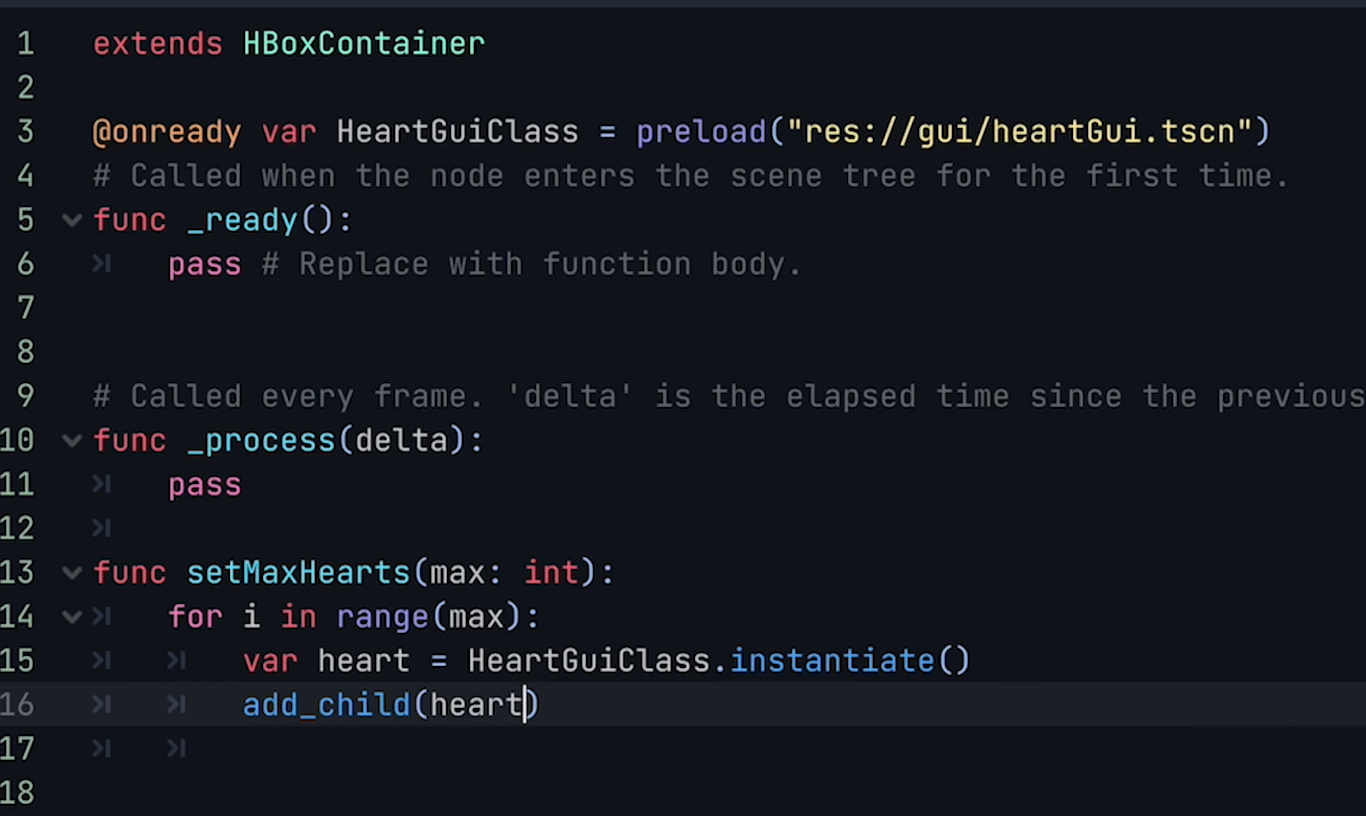 1 extends HBoxContainer
2
3 @onready var HeartGuiClass = preload("res://gui/heartGui.tscn")
4 # Called when the node enters the scene tree for the first time.
5 func _ready():
6 pass # Replace with function body.
7
8
9 # Called every frame. 'delta' is the elapsed time since the previous
10 func _process(delta):
11 pass
12
13 func setMaxHearts(max: int):
14 for i in range(max):
15 var heart = HeartGuiClass.instantiate()
16 add_child(heart)
17
18